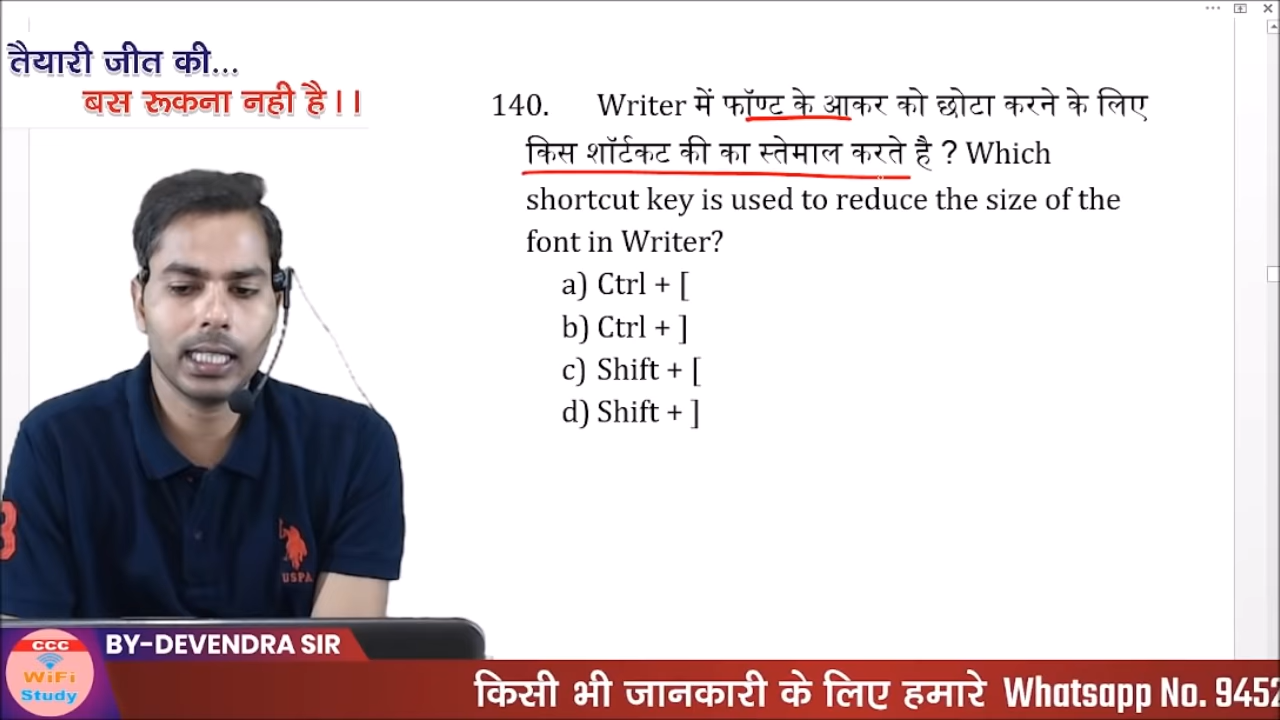 तैयारी जीत की...
बस रूकना नही है।।
140. Writer में फॉण्ट के आकर को छोटा करने के लिए
किस शॉर्टकट की का स्तेमाल करते है ? Which
shortcut key is used to reduce the size of the
font in Writer?
a) Ctrl + [
b) Ctrl + ]
c) Shift + [
d) Shift + ]
3
USPA
BY-DEVENDRA SIR
CCC
WiFi
Study
किसी भी जानकारी के लिए हमारे Whatsapp No. 9452